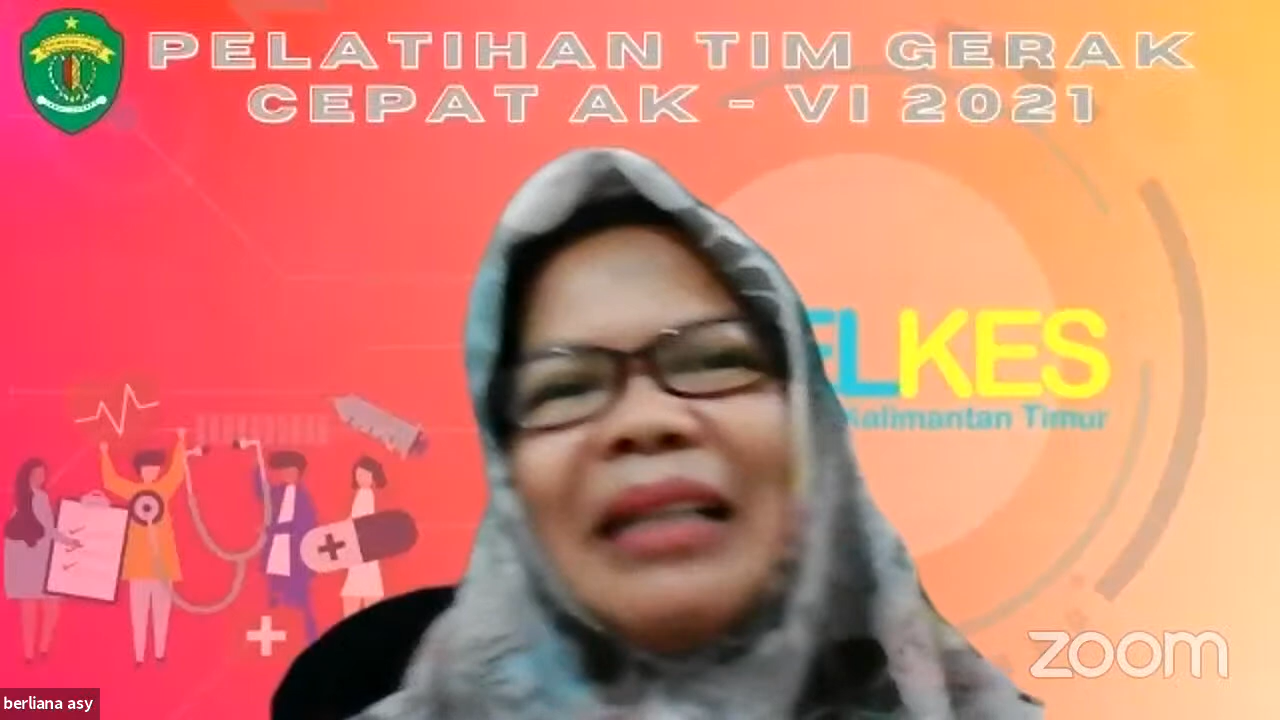 PELATIHAN TIM GERAK
CEPAT AK - VI 2021
ELKES
Kalimantan Timur
zoom
berliana asy